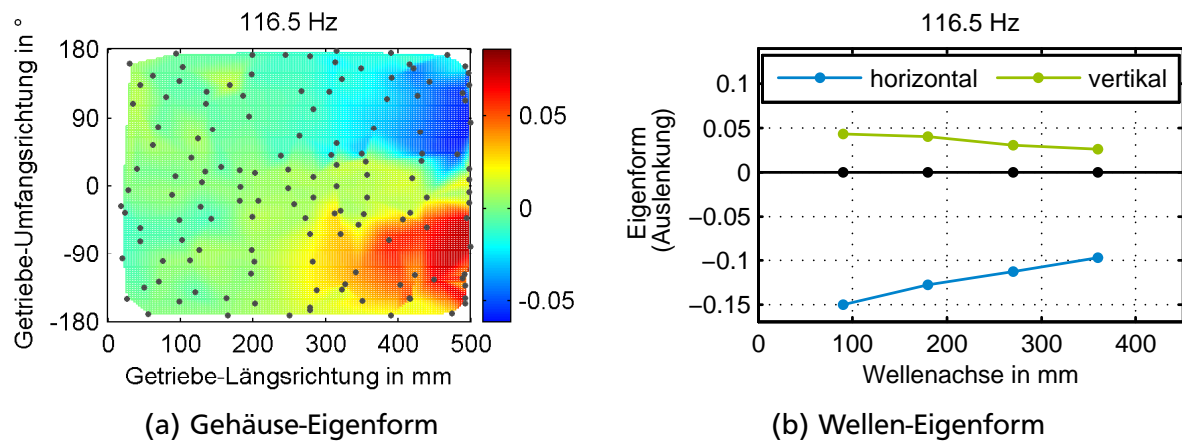 116.5 Hz
Getriebe-Umfangsrichtung in °
180
90
0
-90
-180
0 100 200 300 400 500
Getriebe-Längsrichtung in mm
0.05
0
-0.05
(a) Gehäuse-Eigenform
116.5 Hz
horizontal vertikal
Eigenform
(Auslenkung)
0.1
0.05
0
−0.05
−0.1
−0.15
0 100 200 300 400
Wellenachse in mm
(b) Wellen-Eigenform